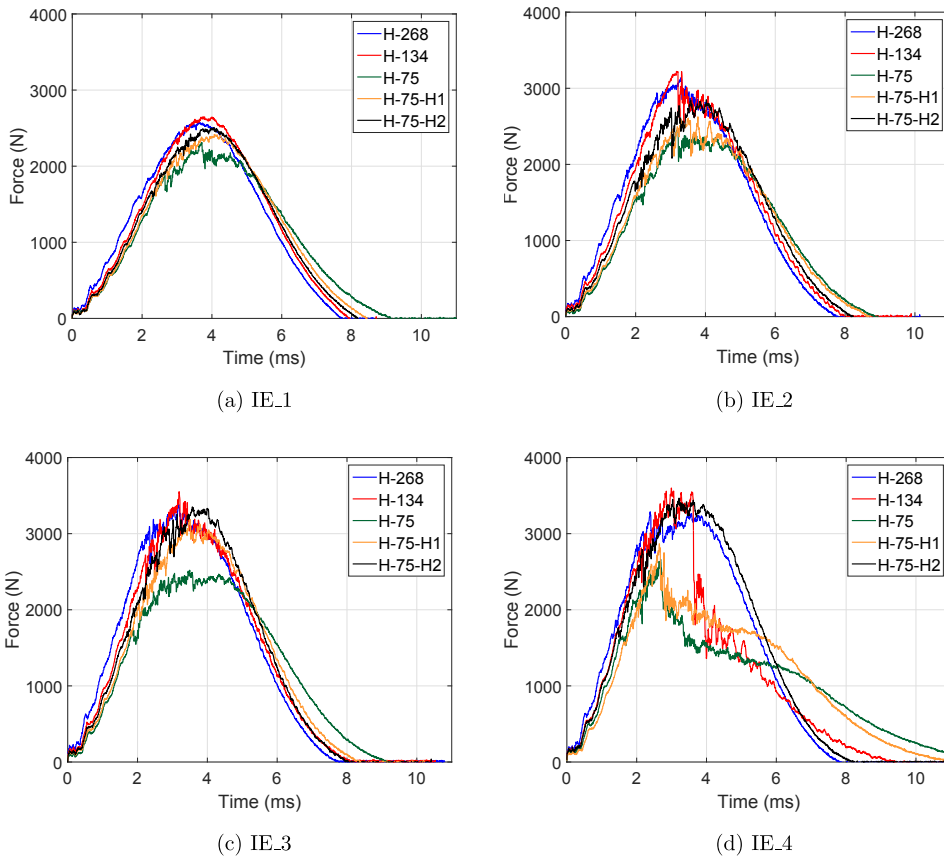 4000
3000
2000
1000
0
Force (N)
0 2 4 6 8 10
Time (ms)
H-268
H-134
H-75
H-75-H1
H-75-H2
(a) IE_1
4000
3000
2000
1000
0
Force (N)
0 2 4 6 8 10
Time (ms)
H-268
H-134
H-75
H-75-H1
H-75-H2
(b) IE_2
4000
3000
2000
1000
0
Force (N)
0 2 4 6 8 10
Time (ms)
H-268
H-134
H-75
H-75-H1
H-75-H2
(c) IE_3
4000
3000
2000
1000
0
Force (N)
0 2 4 6 8 10
Time (ms)
H-268
H-134
H-75
H-75-H1
H-75-H2
(d) IE_4